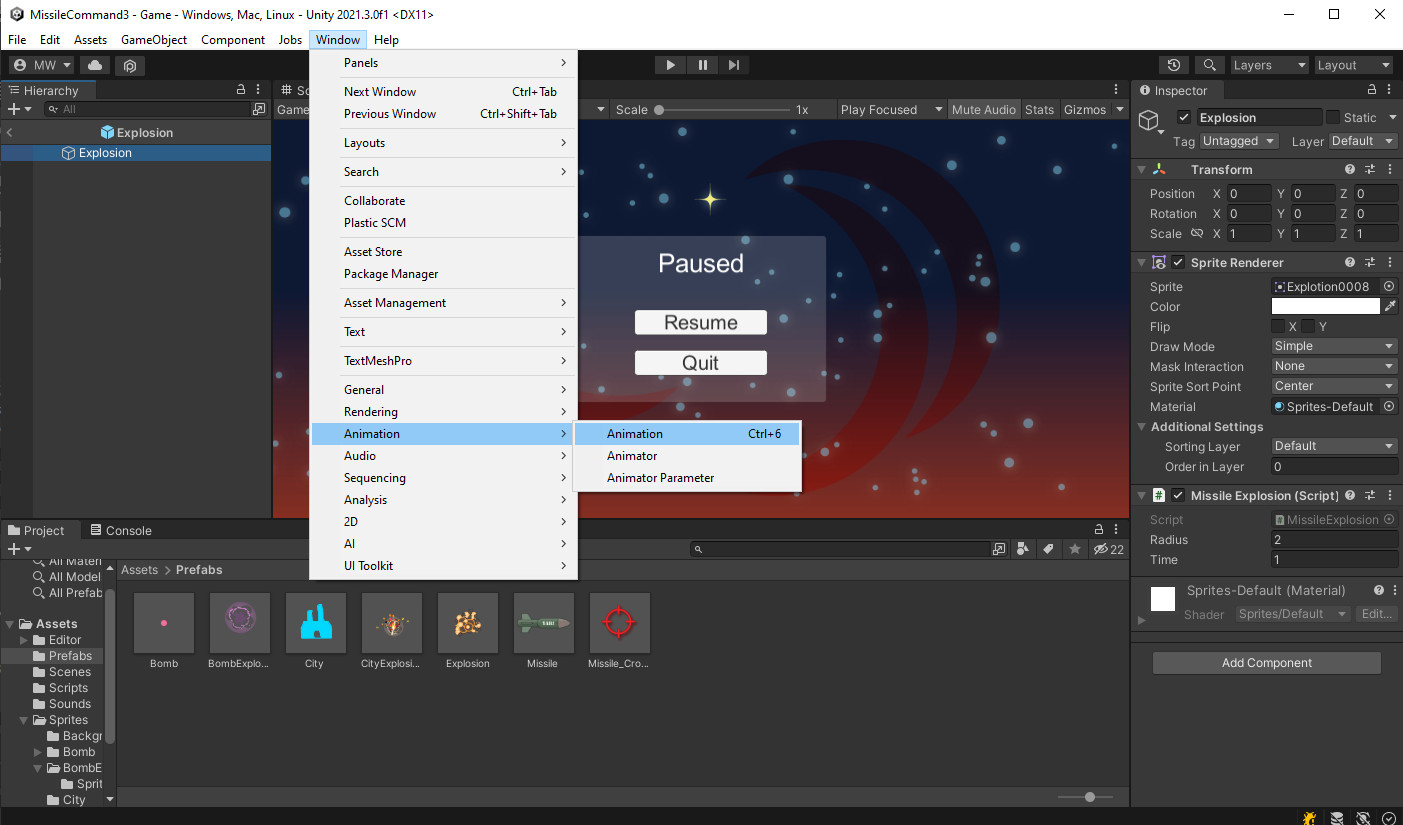 MissileCommand3 - Game - Windows, Mac, Linux - Unity 2021.3.0f1 <DX11>
File Edit Assets GameObject Component Jobs Window Help
MW
Layers
Layout
Hierarchy
All
Explosion
Explosion
Panels
Next Window Ctrl+Tab
Previous Window Ctrl+Shift+Tab
Layouts
Search
Collaborate
Plastic SCM
Asset Store
Package Manager
Asset Management
Text
TextMeshPro
General
Rendering
Animation
Audio
Sequencing
Analysis
2D
AI
UI Toolkit
Animation Ctrl+6
Animator
Animator Parameter
Scale 1x Play Focused Mute Audio Stats Gizmos
Paused
Resume
Quit
Inspector
Explosion Static
Tag Untagged Layer Default
Transform
Position X 0 Y 0 Z 0
Rotation X 0 Y 0 Z 0
Scale X 1 Y 1 Z 1
Sprite Renderer
Sprite Explotion0008
Color
Flip X Y
Draw Mode Simple
Mask Interaction None
Sprite Sort Point Center
Material Sprites-Default
Additional Settings
Sorting Layer Default
Order in Layer 0
Missile Explosion (Script)
Script MissileExplosion
Radius 2
Time 1
Sprites-Default (Material)
Shader Sprites/Default Edit...
Add Component
Project Console
22
All Materi
All Model
All Prefab
Assets
Editor
Prefabs
Scenes
Scripts
Sounds
Sprites
Backgr
Bomb
BombE
Sprit
City
Assets > Prefabs
Bomb BombExplo... City CityExplosi... Explosion Missile Missile_Cro...